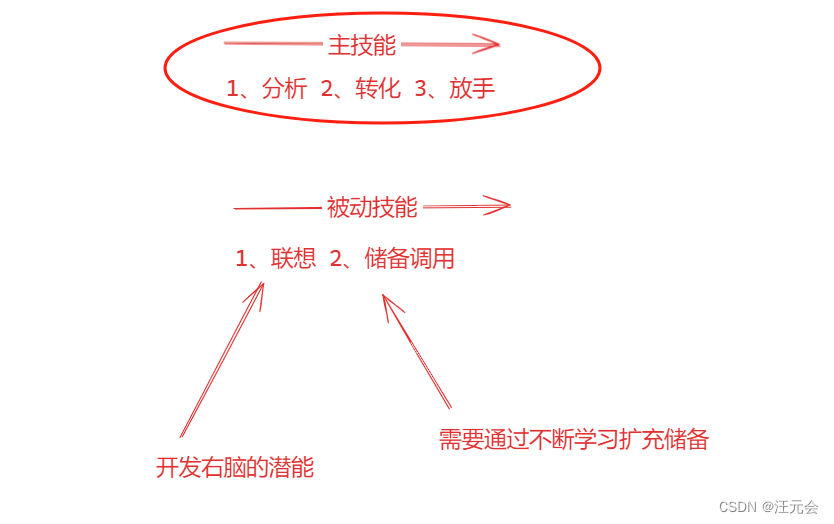 主技能
1、分析 2、转化 3、放手
被动技能
1、联想 2、储备调用
需要通过不断学习扩充储备
开发右脑的潜能
CSDN @汪元会